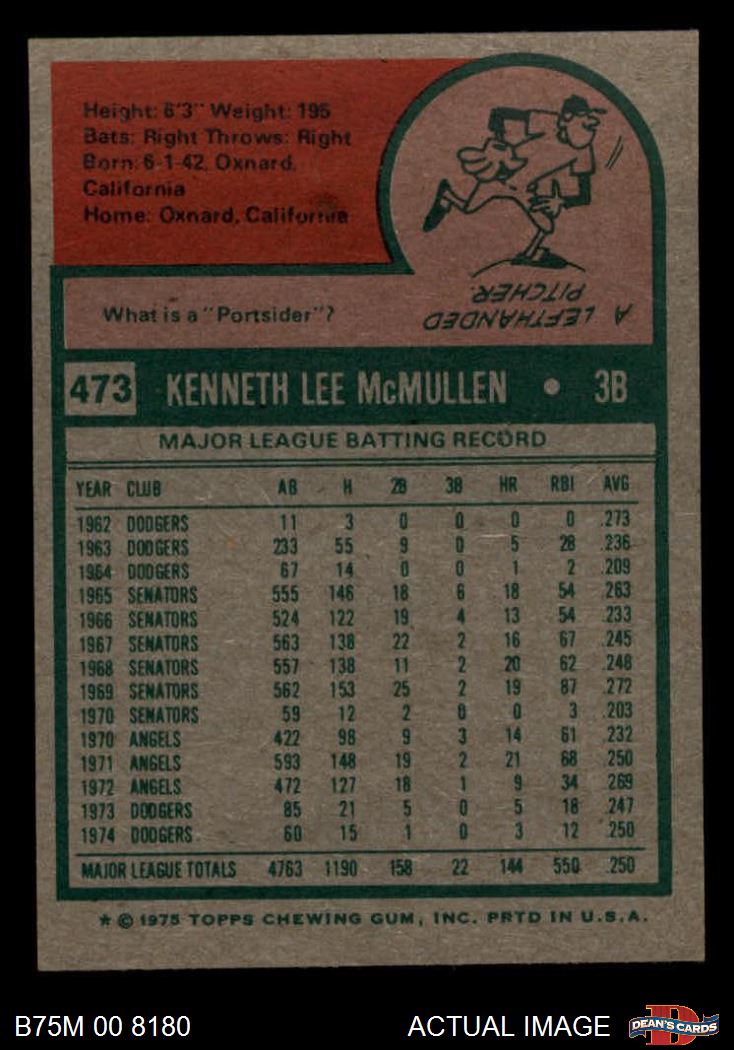 Height: 6'3" Weight: 195
Bats: Right Throws: Right
Born: 6-1-42, Oxnard,
California
Home: Oxnard, California
What is a "Portsider"?
A LEFTHANDED
PITCHER.
473 KENNETH LEE McMULLEN • 3B
MAJOR LEAGUE BATTING RECORD
YEAR CLUB AB H 2B 3B HR RBI AVG
1962 DODGERS 11 3 0 0 0 0 .273
1963 DODGERS 233 55 9 0 5 28 .236
1964 DODGERS 67 14 0 0 1 2 .209
1965 SENATORS 555 146 18 6 18 54 .263
1966 SENATORS 524 122 19 4 13 54 .233
1967 SENATORS 563 138 22 2 16 67 .245
1968 SENATORS 557 138 11 2 20 62 .248
1969 SENATORS 562 153 25 2 19 87 .272
1970 SENATORS 59 12 2 0 0 3 .203
1970 ANGELS 422 98 9 3 14 61 .232
1971 ANGELS 593 148 19 2 21 68 .250
1972 ANGELS 472 127 18 1 9 34 .269
1973 DODGERS 85 21 5 0 5 18 .247
1974 DODGERS 60 15 1 0 3 12 .250
MAJOR LEAGUE TOTALS 4763 1190 158 22 144 550 .250
* © 1975 TOPPS CHEWING GUM, INC. PRTD IN U.S.A.
B75M 00 8180 ACTUAL IMAGE DEAN'S CARDS